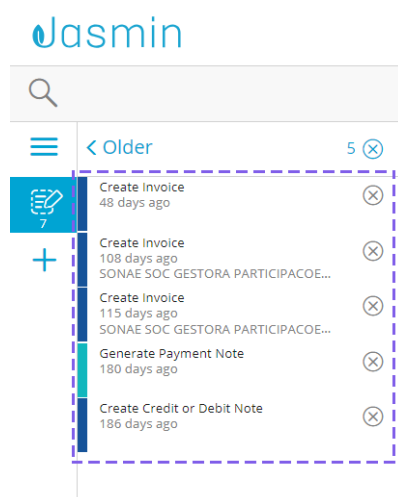 Jasmin
Older
5
Create Invoice
48 days ago
7
Create Invoice
108 days ago
SONAE SOC GESTORA PARTICIPACOE...
Create Invoice
115 days ago
SONAE SOC GESTORA PARTICIPACOE...
Generate Payment Note
180 days ago
Create Credit or Debit Note
186 days ago